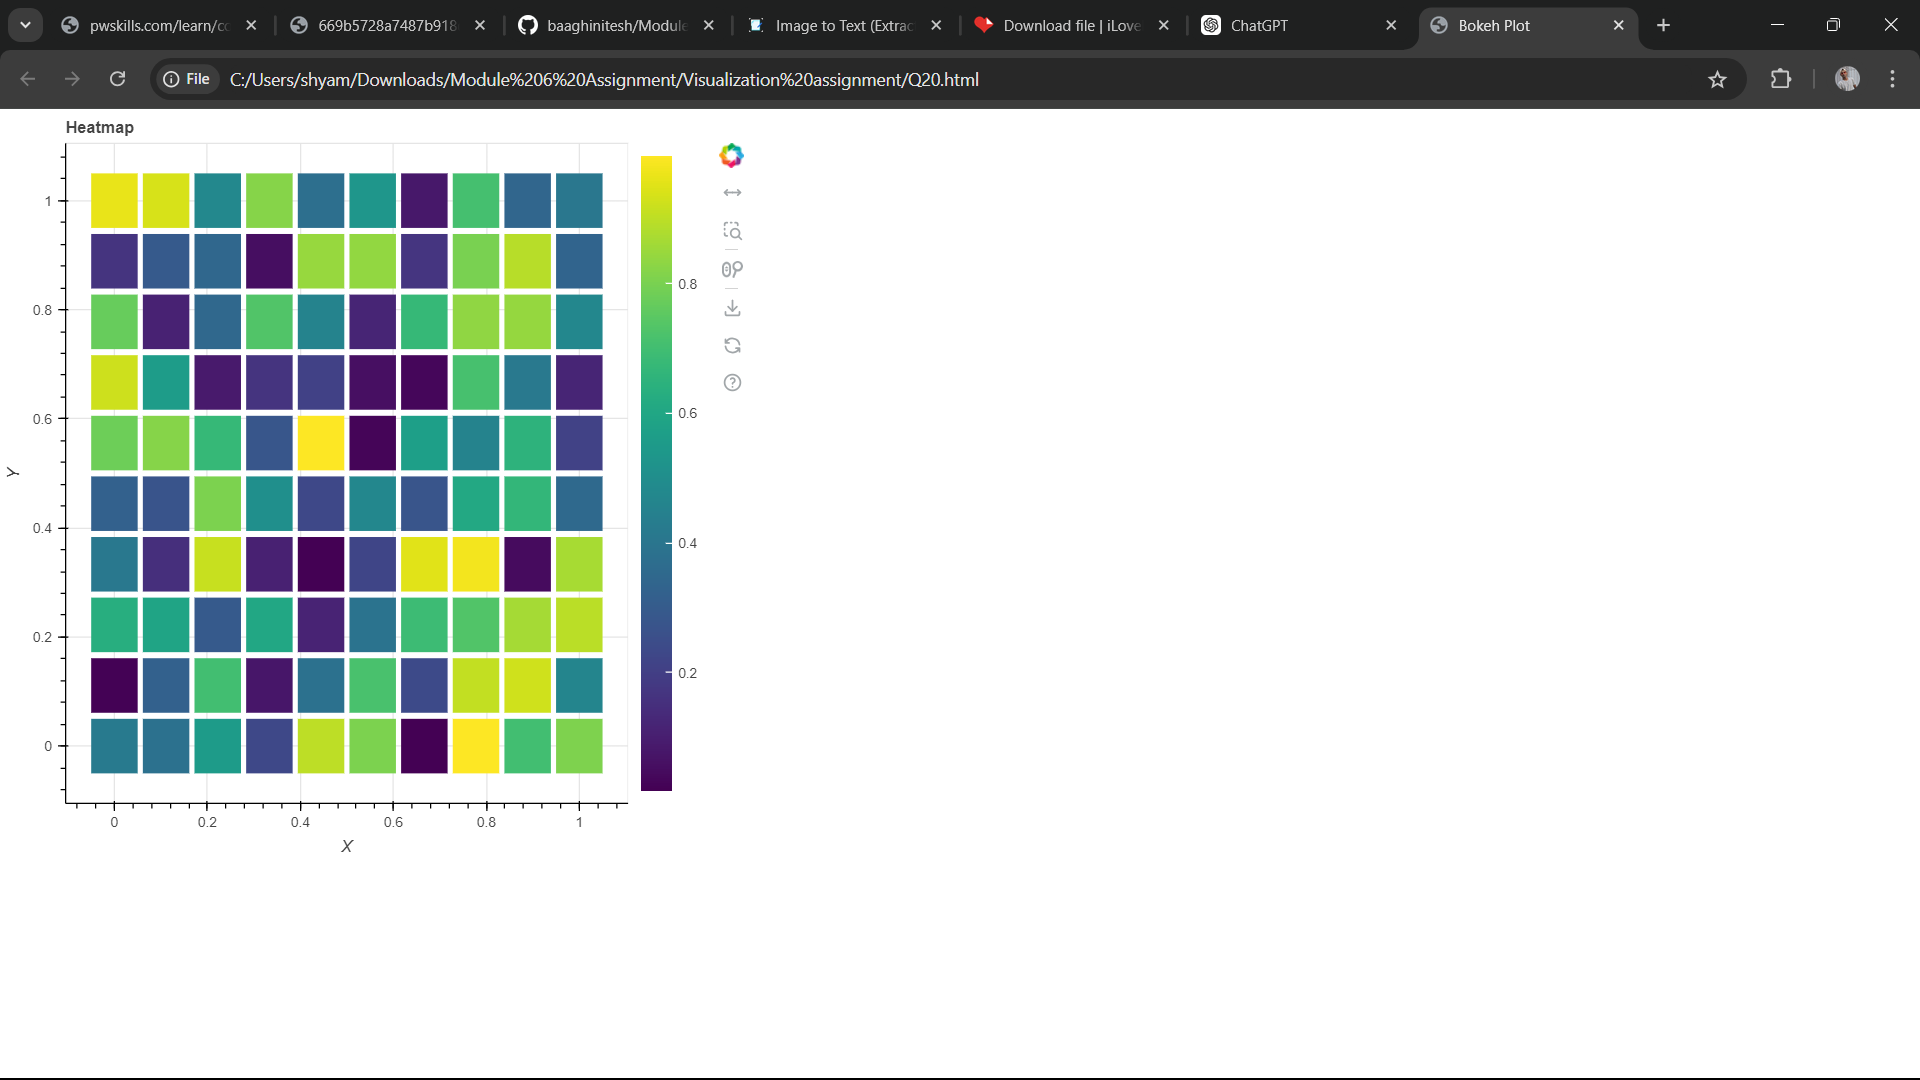 pwskills.com/learn/co
669b5728a7487b918
baaghinitesh/Module
Image to Text (Extrac
Download file | iLove
ChatGPT
Bokeh Plot
File
C:/Users/shyam/Downloads/Module%206%20Assignment/Visualization%20assignment/Q20.html
Heatmap
1
0.8
0.6
0.4
0.2
0
Y
0
0.2
0.4
0.6
0.8
1
X
0.8
0.6
0.4
0.2